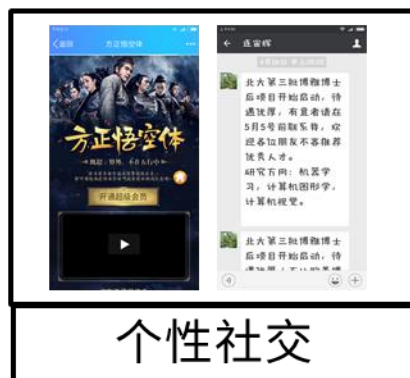 返回 方正悟空体
方正悟空体
开通超级会员
连宙辉
北大第三批博雅博士
后项目开始启动，待
遇优厚，有意者请在
5月5号前联系我，欢
迎各位朋友不吝推荐
优秀人才。
研究方向：机器学
习，计算机图形学，
计算机视觉。
北大第三批博雅博士
后项目开始启动，待
个性社交